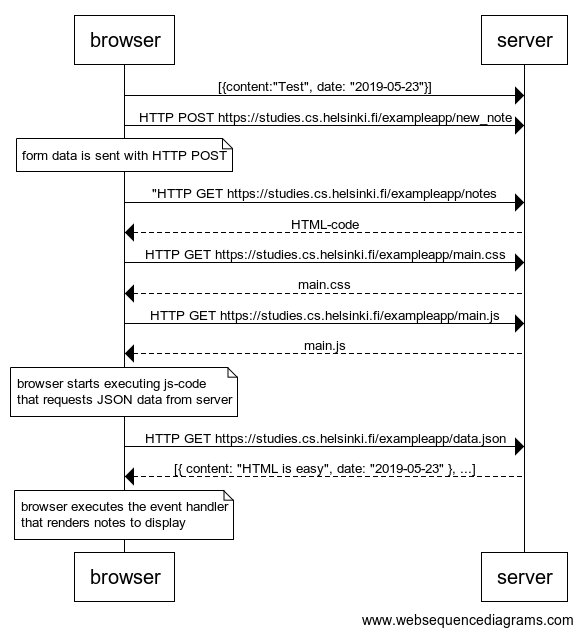 browser server
[{content:"Test", date: "2019-05-23"}]
HTTP POST https://studies.cs.helsinki.fi/exampleapp/new_note
form data is sent with HTTP POST
"HTTP GET https://studies.cs.helsinki.fi/exampleapp/notes
HTML-code
HTTP GET https://studies.cs.helsinki.fi/exampleapp/main.css
main.css
HTTP GET https://studies.cs.helsinki.fi/exampleapp/main.js
main.js
browser starts executing js-code
that requests JSON data from server
HTTP GET https://studies.cs.helsinki.fi/exampleapp/data.json
[{ content: "HTML is easy", date: "2019-05-23" }, ...]
browser executes the event handler
that renders notes to display
browser server
www.websequencediagrams.com